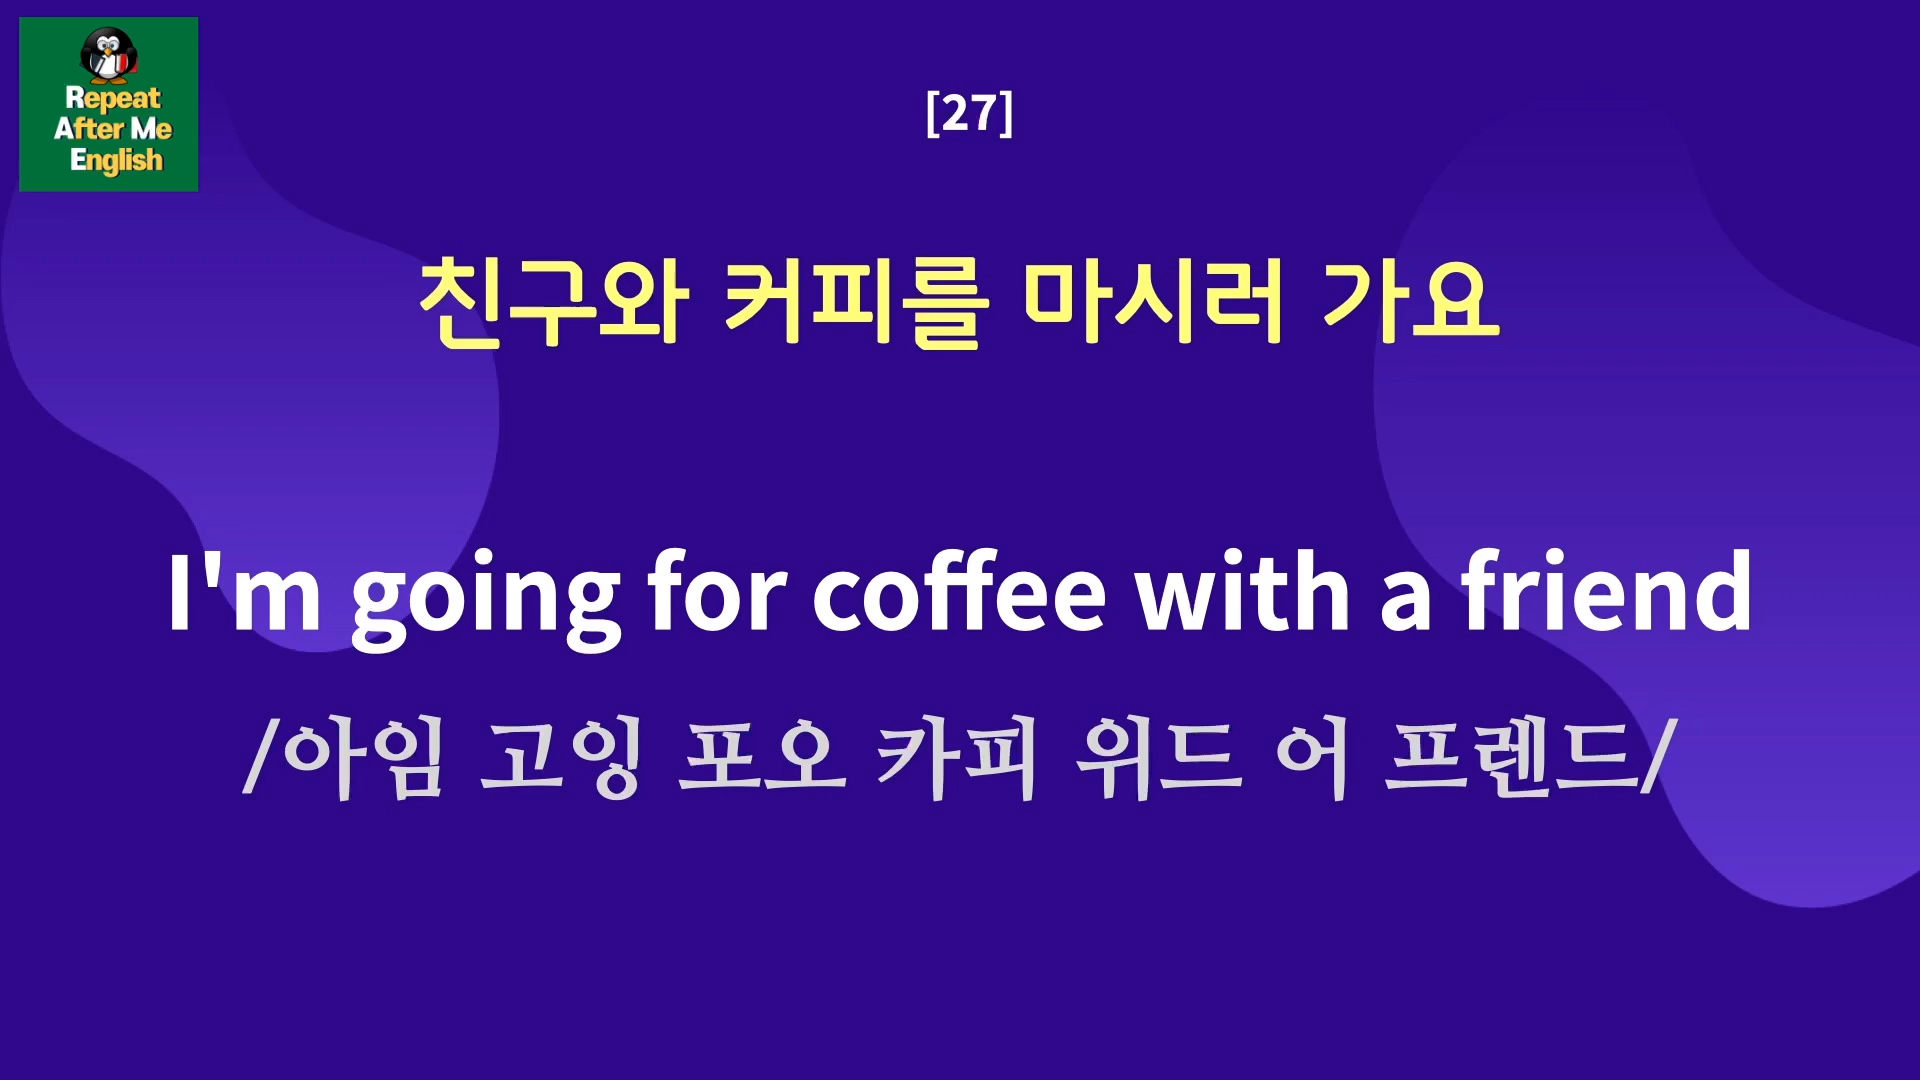 Repeat
After Me
English
[27]
친구와 커피를 마시러 가요
I'm going for coffee with a friend
/아임 고잉 포오 카피 위드 어 프렌드/